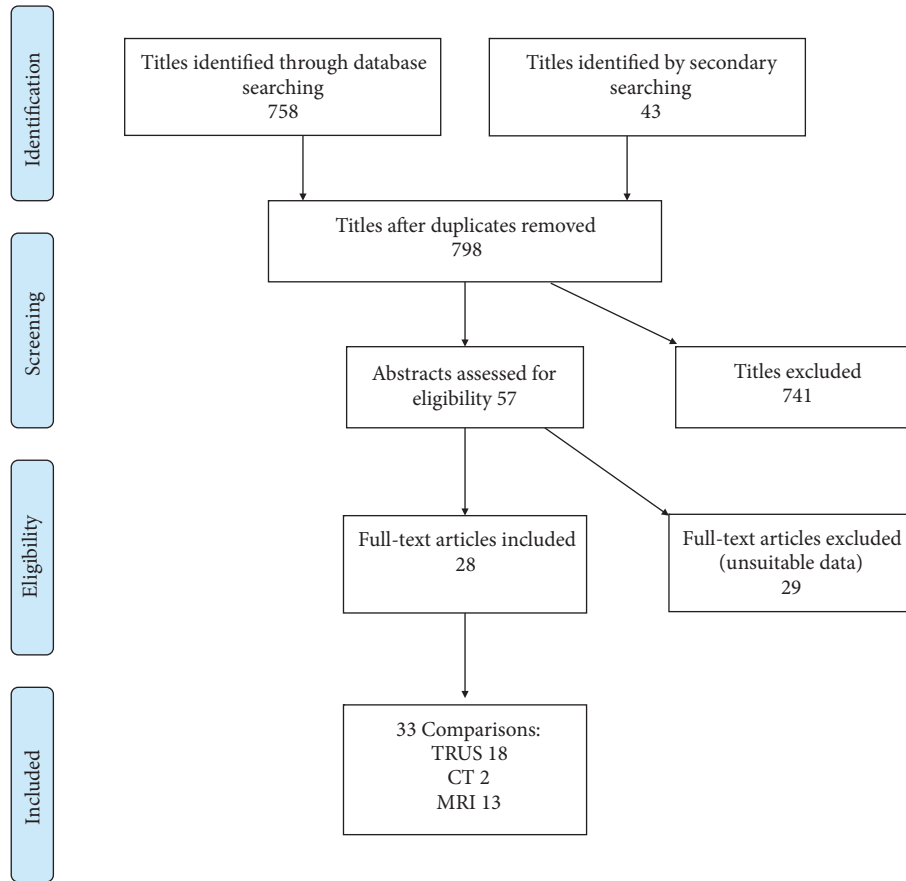 Identification
Titles identified through database
searching
758
Titles identified by secondary
searching
43
Titles after duplicates removed
798
Screening
Abstracts assessed for
eligibility 57
Titles excluded
741
Eligibility
Full-text articles included
28
Full-text articles excluded
(unsuitable data)
29
Included
33 Comparisons:
TRUS 18
CT 2
MRI 13